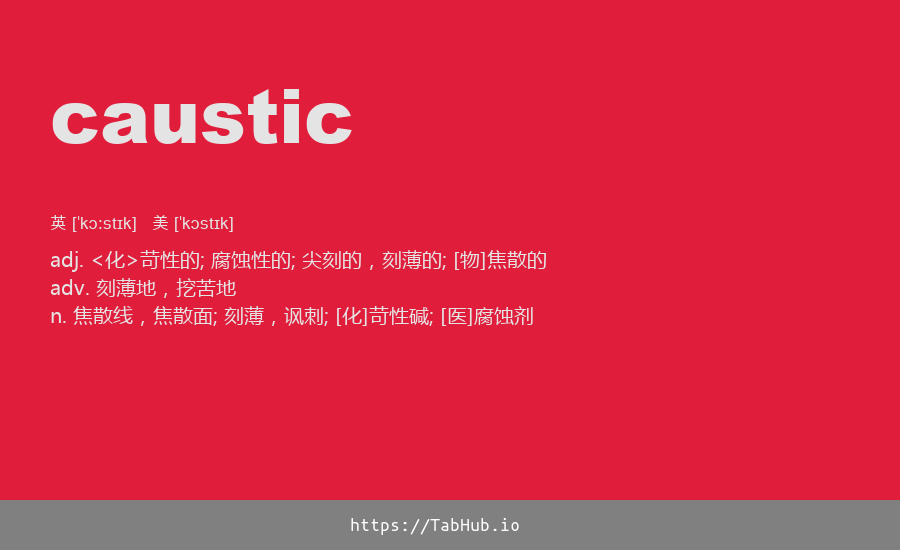 caustic
英 [ˈkɔːstɪk] 美 [ˈkɔstɪk]
adj. <化>苛性的; 腐蚀性的; 尖刻的，刻薄的; [物]焦散的
adv. 刻薄地，挖苦地
n. 焦散线，焦散面; 刻薄，讽刺; [化]苛性碱; [医]腐蚀剂
https://TabHub.io